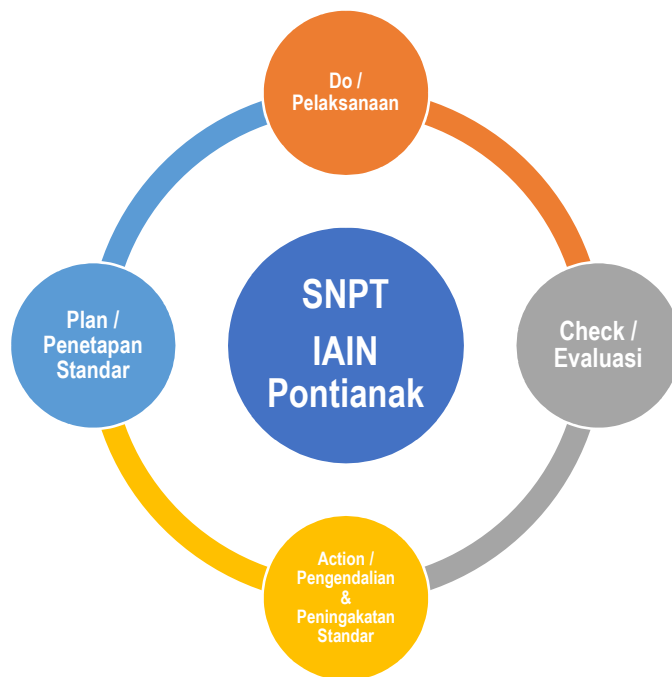 Do /
Pelaksanaan
SNPT
IAIN
Pontianak
Plan /
Penetapan
Standar
Check /
Evaluasi
Action /
Pengendalian
&
Peningakatan
Standar